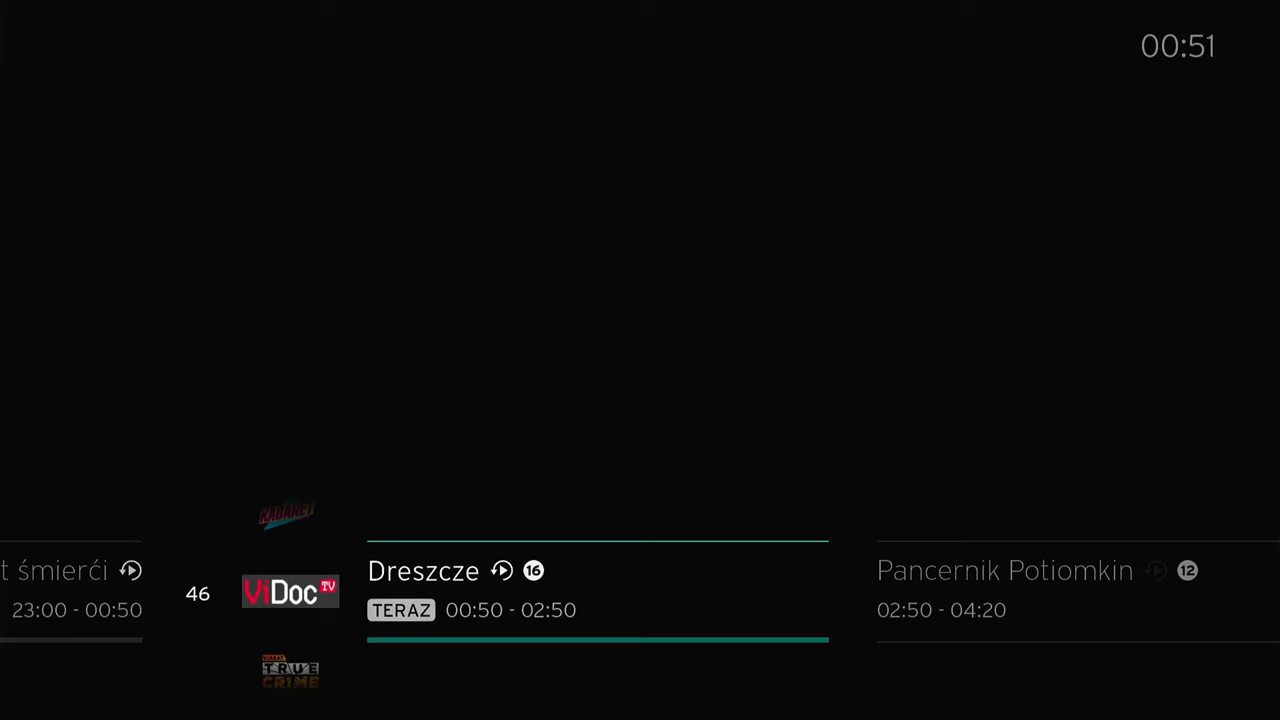 00:51
KABARET
t śmierći
23:00 - 00:50
46
ViDoc TV
Dreszcze 16
TERAZ 00:50 - 02:50
Pancernik Potiomkin 12
02:50 - 04:20
VIASAT
TRUE
CRIME